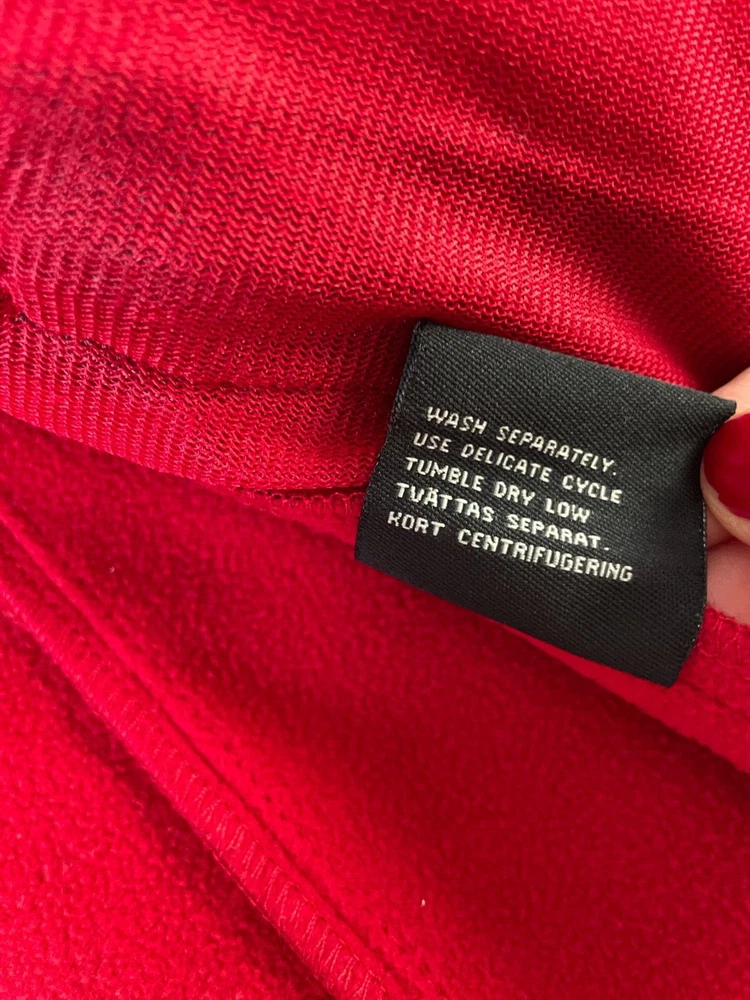 WASH SEPARATELY.
USE DELICATE CYCLE
TUMBLE DRY LOW
TVÄTTAS SEPARAT.
KORT CENTRIFUGERING